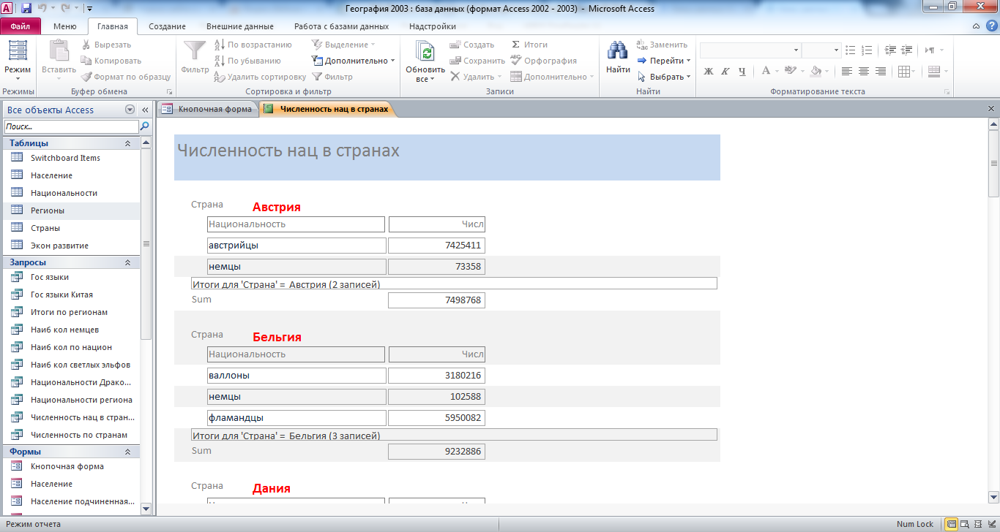 География 2003 : база данных (формат Access 2002 - 2003) - Microsoft Access
Файл Меню Главная Создание Внешние данные Работа с базами данных Надстройки
Режим
Режимы
Вставить
Вырезать
Копировать
Формат по образцу
Буфер обмена
Фильтр
По возрастанию
По убыванию
Удалить сортировку
Выделение
Дополнительно
Фильтр
Сортировка и фильтр
Обновить
все
Создать
Сохранить
Удалить
Итоги
Орфография
Дополнительно
Записи
Найти
Заменить
Перейти
Выбрать
Найти
Ж К Ч
Форматирование текста
Все объекты Access
Поиск...
Таблицы
Switchboard Items
Население
Национальности
Регионы
Страны
Экон развитие
Запросы
Гос языки
Гос языки Китая
Итоги по регионам
Наиб кол немцев
Наиб кол по национ
Наиб кол светлых эльфов
Национальности Драко...
Национальности региона
Численность нац в стран...
Численность по странам
Формы
Кнопочная форма
Население
Население подчиненная...
Кнопочная форма Численность нац в странах
Численность нац в странах
Страна Австрия
Национальность Числ
австрийцы 7425411
немцы 73358
Итоги для 'Страна' = Австрия (2 записей)
Sum 7498768
Страна Бельгия
Национальность Числ
валлоны 3180216
немцы 102588
фламандцы 5950082
Итоги для 'Страна' = Бельгия (3 записей)
Sum 9232886
Страна Дания
Режим отчета Num Lock